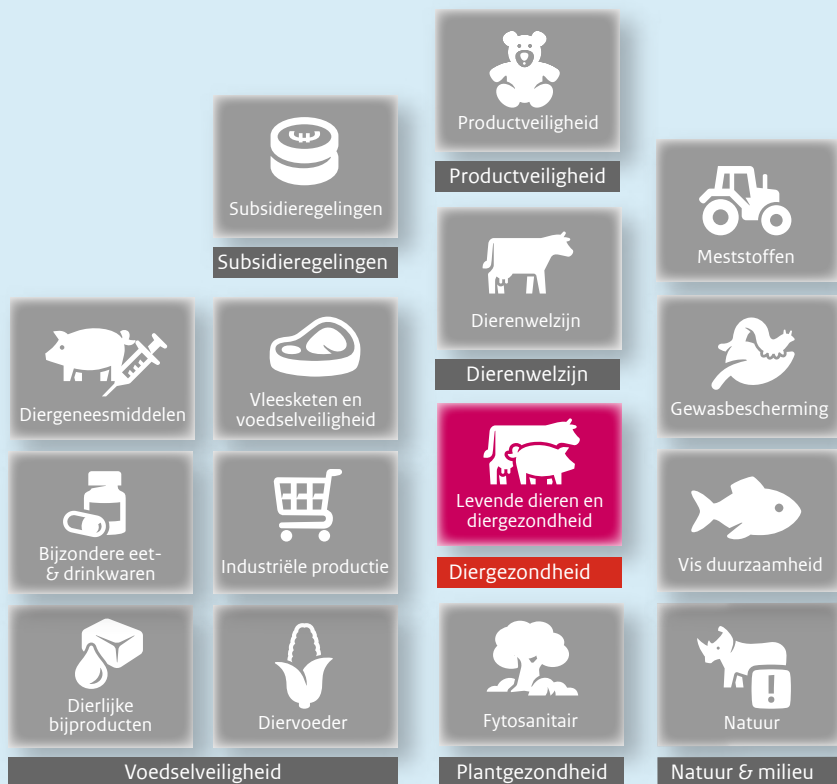 Productveiligheid
Productveiligheid
Subsidieregelingen
Subsidieregelingen
Meststoffen
Dierenwelzijn
Dierenwelzijn
Diergeneesmiddelen
Vleesketen en
voedselveiligheid
Gewasbescherming
Levende dieren en
diergezondheid
Diergezondheid
Bijzondere eet-
& drinkwaren
Industriële productie
Vis duurzaamheid
Dierlijke
bijproducten
Diervoeder
Fytosanitair
Natuur
Voedselveiligheid
Plantgezondheid
Natuur & milieu